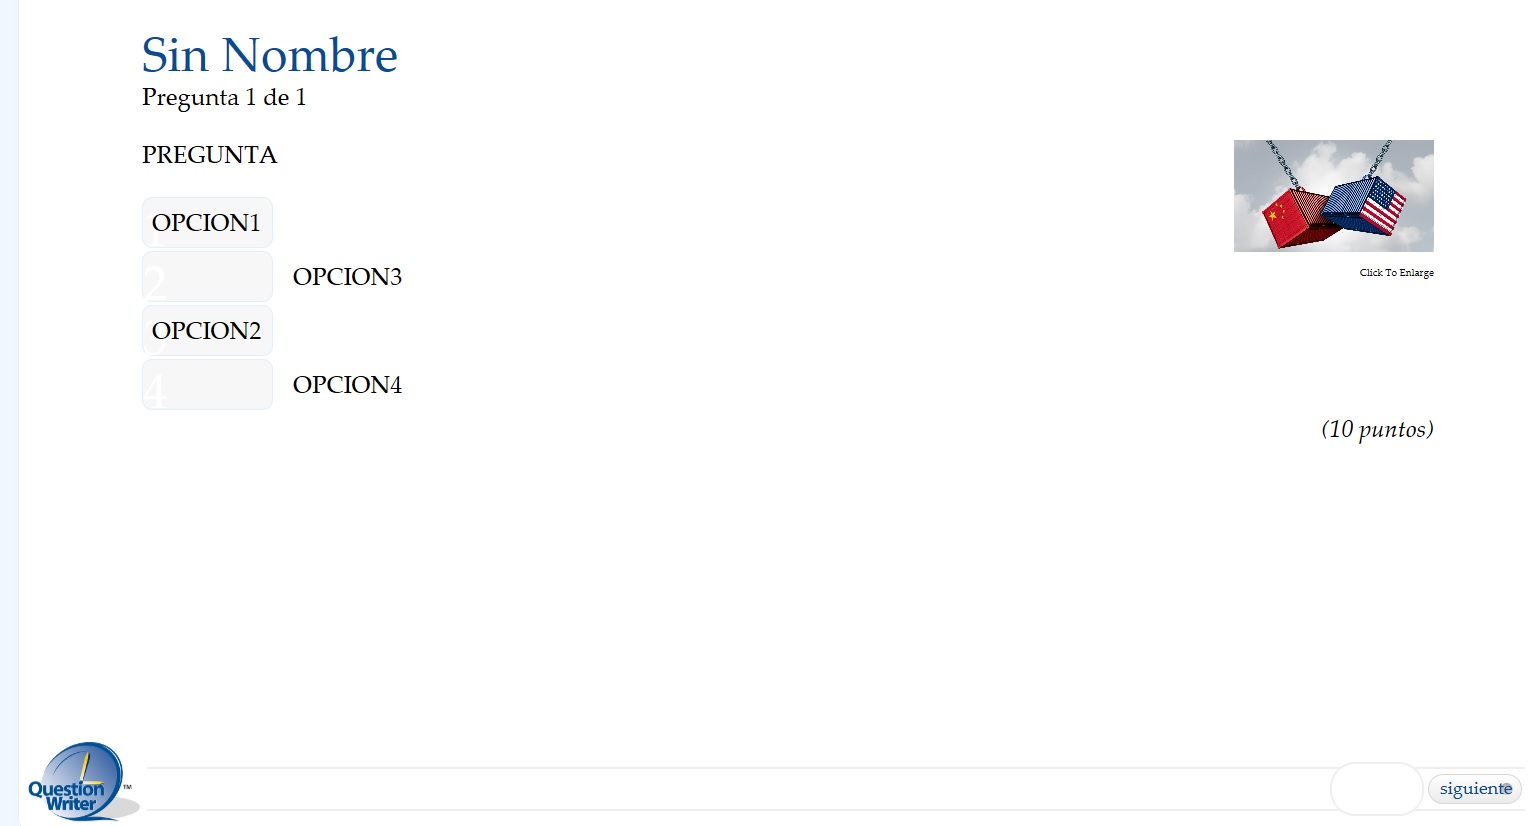 Sin Nombre
Pregunta 1 de 1
PREGUNTA
OPCION1
2
OPCION3
OPCION2
4
OPCION4
Click To Enlarge
(10 puntos)
Question
Writer™
siguiente